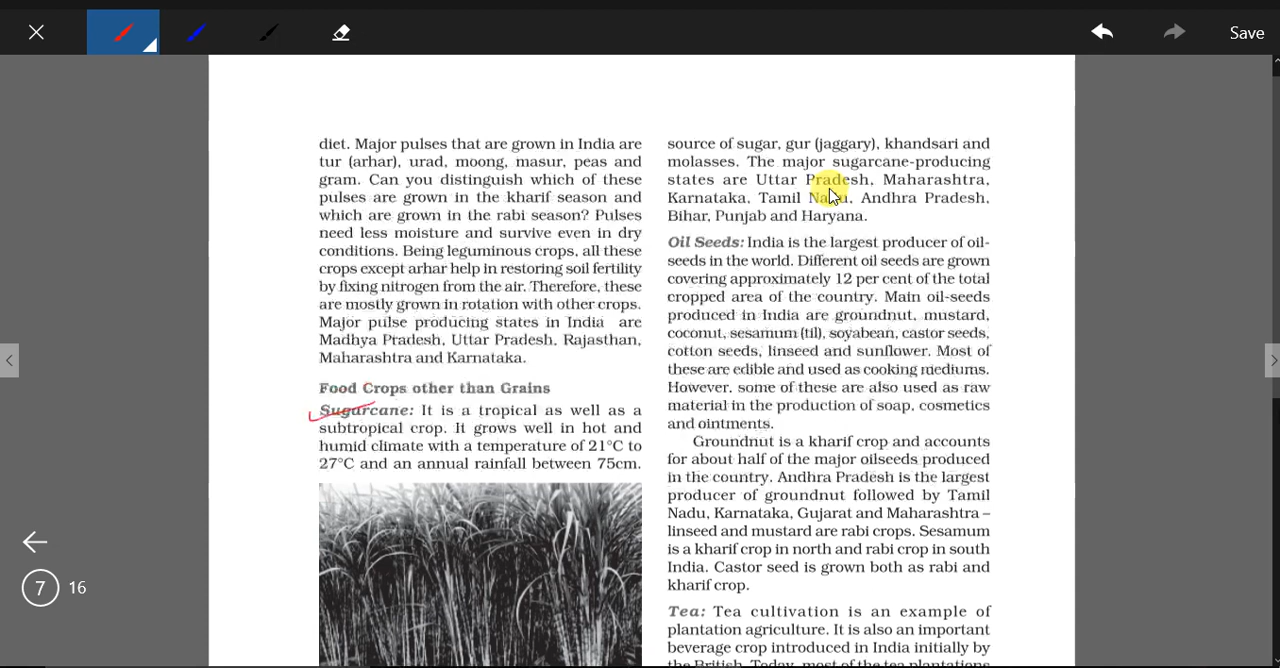 Save
diet. Major pulses that are grown in India are
tur (arhar), urad, moong, masur, peas and
gram. Can you distinguish which of these
pulses are grown in the kharif season and
which are grown in the rabi season? Pulses
need less moisture and survive even in dry
conditions. Being leguminous crops, all these
crops except arhar help in restoring soil fertility
by fixing nitrogen from the air. Therefore, these
are mostly grown in rotation with other crops.
Major pulse producing states in India are
Madhya Pradesh, Uttar Pradesh, Rajasthan,
Maharashtra and Karnataka.
Food Crops other than Grains
Sugarcane: It is a tropical as well as a
subtropical crop. It grows well in hot and
humid climate with a temperature of 21°C to
27°C and an annual rainfall between 75cm.
source of sugar, gur (jaggary), khandsari and
molasses. The major sugarcane-producing
states are Uttar Pradesh, Maharashtra,
Karnataka, Tamil Nadu, Andhra Pradesh,
Bihar, Punjab and Haryana.
Oil Seeds: India is the largest producer of oil-
seeds in the world. Different oil seeds are grown
covering approximately 12 per cent of the total
cropped area of the country. Main oil-seeds
produced in India are groundnut, mustard,
coconut, sesamum (til), soyabean, castor seeds,
cotton seeds, linseed and sunflower. Most of
these are edible and used as cooking mediums.
However, some of these are also used as raw
material in the production of soap, cosmetics
and ointments.
Groundnut is a kharif crop and accounts
for about half of the major oilseeds produced
in the country. Andhra Pradesh is the largest
producer of groundnut followed by Tamil
Nadu, Karnataka, Gujarat and Maharashtra –
linseed and mustard are rabi crops. Sesamum
is a kharif crop in north and rabi crop in south
India. Castor seed is grown both as rabi and
kharif crop.
Tea: Tea cultivation is an example of
plantation agriculture. It is also an important
beverage crop introduced in India initially by
the British. Today, most of the tea plantations
7 16